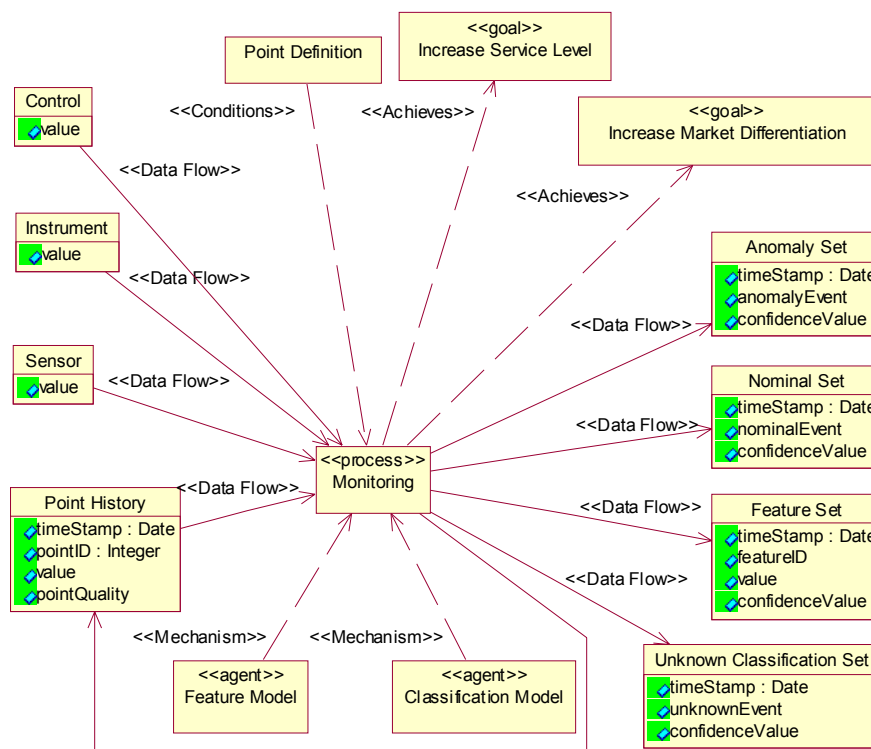 <<goal>>
Increase Service Level
Point Definition
Control
value
<<Conditions>>
<<Achieves>>
<<goal>>
Increase Market Differentiation
<<Data Flow>>
<<Achieves>>
Instrument
value
<<Data Flow>>
Anomaly Set
timeStamp : Date
anomalyEvent
confidenceValue
<<Data Flow>>
Sensor
value
<<Data Flow>>
Nominal Set
timeStamp : Date
nominalEvent
confidenceValue
<<Data Flow>>
<<process>>
Monitoring
Point History
timeStamp : Date
pointID : Integer
value
pointQuality
<<Data Flow>>
Feature Set
timeStamp : Date
featureID
value
confidenceValue
<<Data Flow>>
<<Mechanism>>
<<Mechanism>>
<<agent>>
Feature Model
<<agent>>
Classification Model
Unknown Classification Set
timeStamp : Date
unknownEvent
confidenceValue